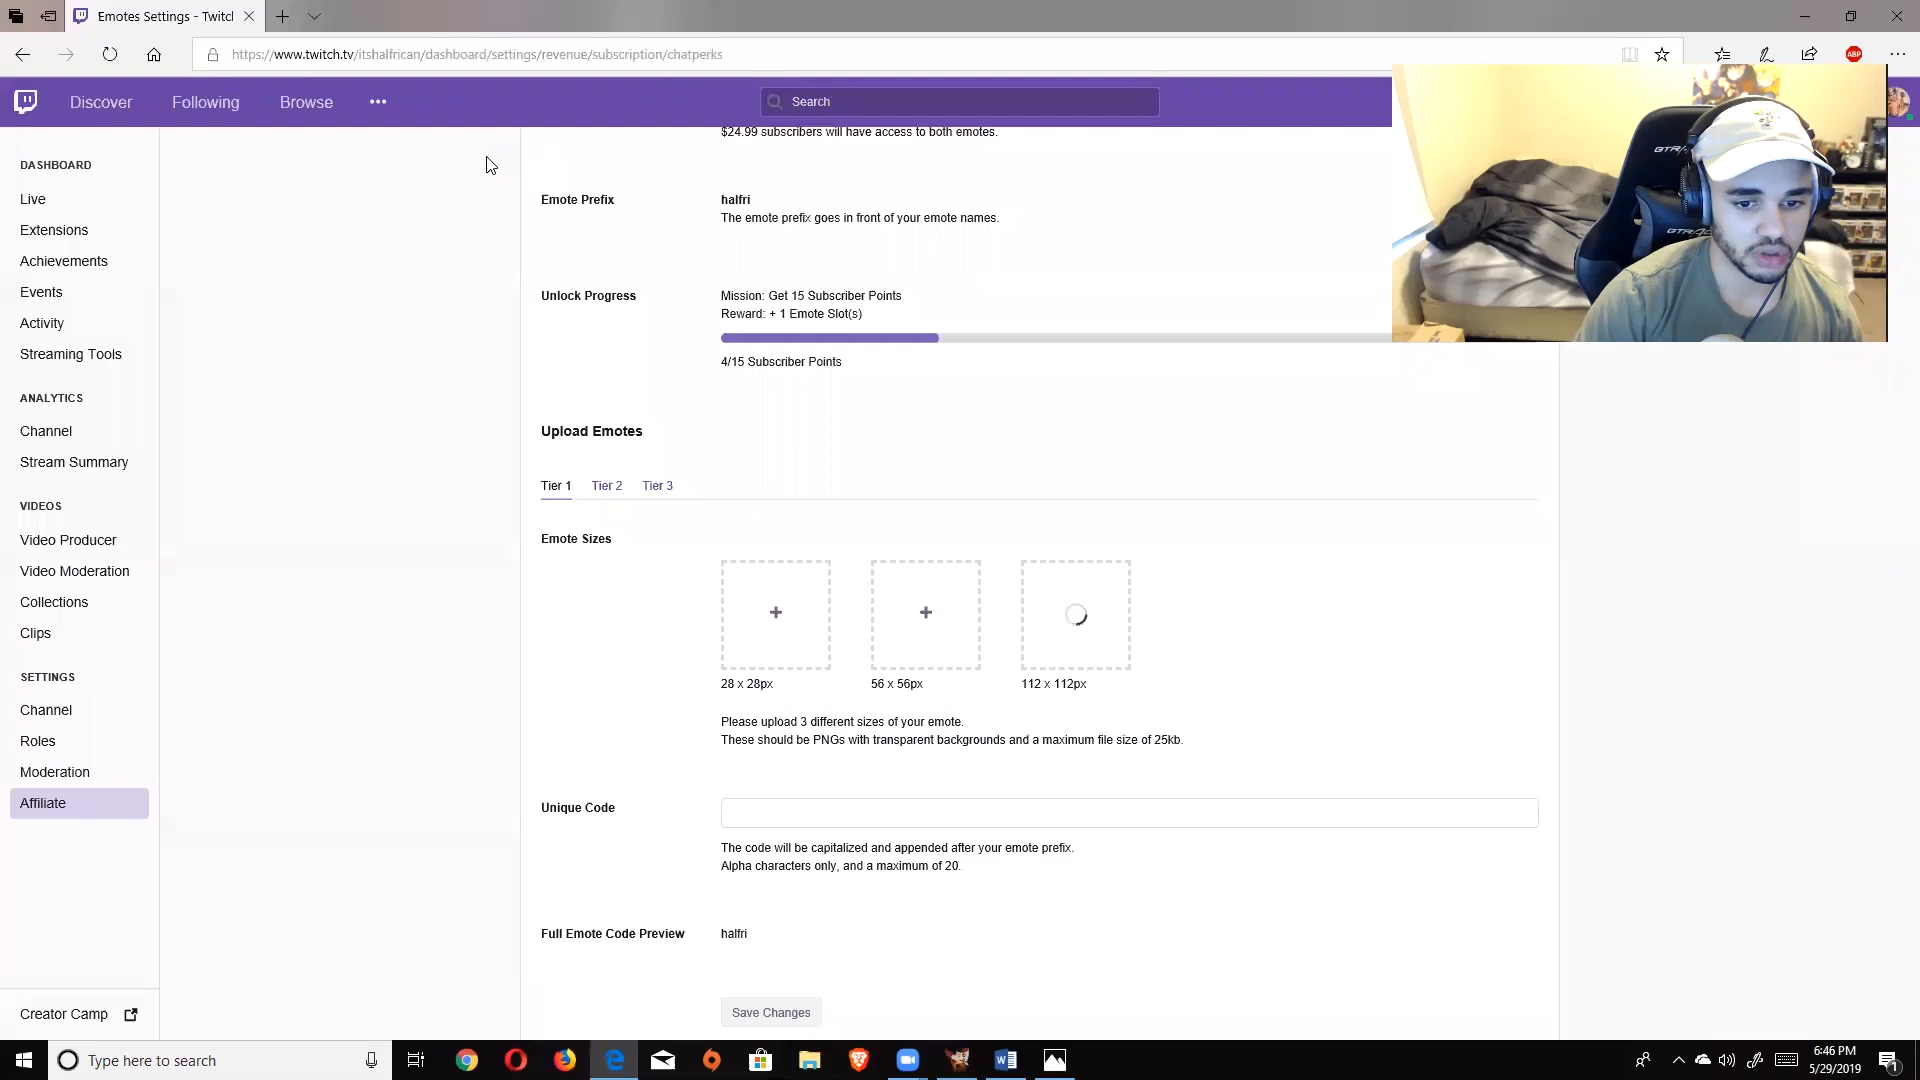 Emotes Settings - Twitcl
https://www.twitch.tv/itshalfrican/dashboard/settings/revenue/subscription/chatperks
ABP
Discover
Following
Browse
Search
DASHBOARD
Live
Extensions
Achievements
Events
Activity
Streaming Tools
ANALYTICS
Channel
Stream Summary
VIDEOS
Video Producer
Video Moderation
Collections
Clips
SETTINGS
Channel
Roles
Moderation
Affiliate
Creator Camp
$24.99 subscribers will have access to both emotes.
Emote Prefix
halfri
The emote prefix goes in front of your emote names.
Unlock Progress
Mission: Get 15 Subscriber Points
Reward: + 1 Emote Slot(s)
4/15 Subscriber Points
Upload Emotes
Tier 1 Tier 2 Tier 3
Emote Sizes
28 x 28px
56 x 56px
112 x 112px
Please upload 3 different sizes of your emote.
These should be PNGs with transparent backgrounds and a maximum file size of 25kb.
Unique Code
The code will be capitalized and appended after your emote prefix.
Alpha characters only, and a maximum of 20.
Full Emote Code Preview
halfri
Save Changes
Type here to search
6:46 PM
5/29/2019
1